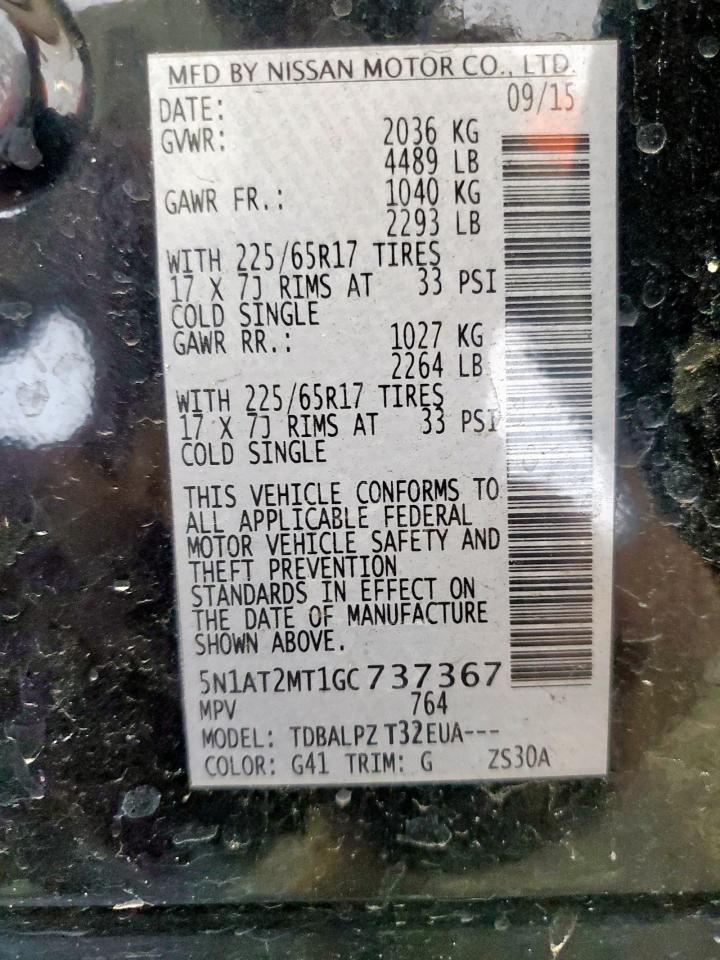 MFD BY NISSAN MOTOR CO., LTD.
DATE: 09/15
GVWR: 2036 KG
4489 LB
GAWR FR.: 1040 KG
2293 LB
WITH 225/65R17 TIRES
17 X 7J RIMS AT 33 PSI
COLD SINGLE
GAWR RR.: 1027 KG
2264 LB
WITH 225/65R17 TIRES
17 X 7J RIMS AT 33 PSI
COLD SINGLE
THIS VEHICLE CONFORMS TO
ALL APPLICABLE FEDERAL
MOTOR VEHICLE SAFETY AND
THEFT PREVENTION
STANDARDS IN EFFECT ON
THE DATE OF MANUFACTURE
SHOWN ABOVE.
5N1AT2MT1GC737367
MPV 764
MODEL: TDBALPZ T32EUA---
COLOR: G41 TRIM: G ZS30A